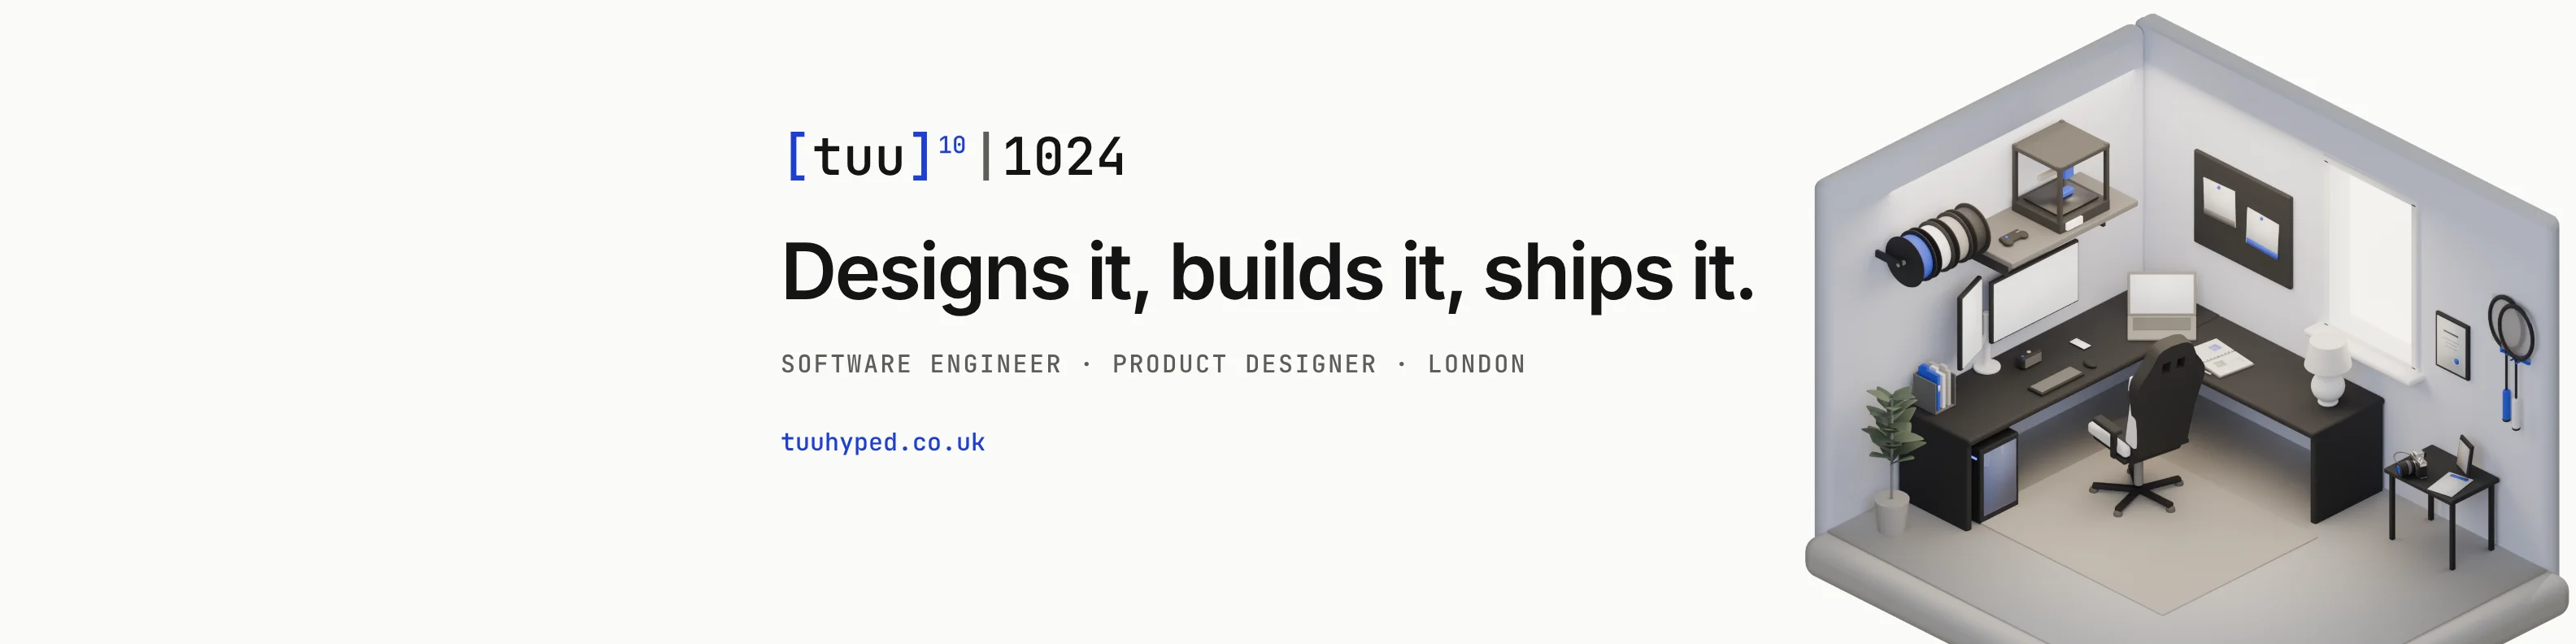 [tuu]¹⁰|1024
Designs it, builds it, ships it.
SOFTWARE ENGINEER · PRODUCT DESIGNER · LONDON
tuuhyped.co.uk